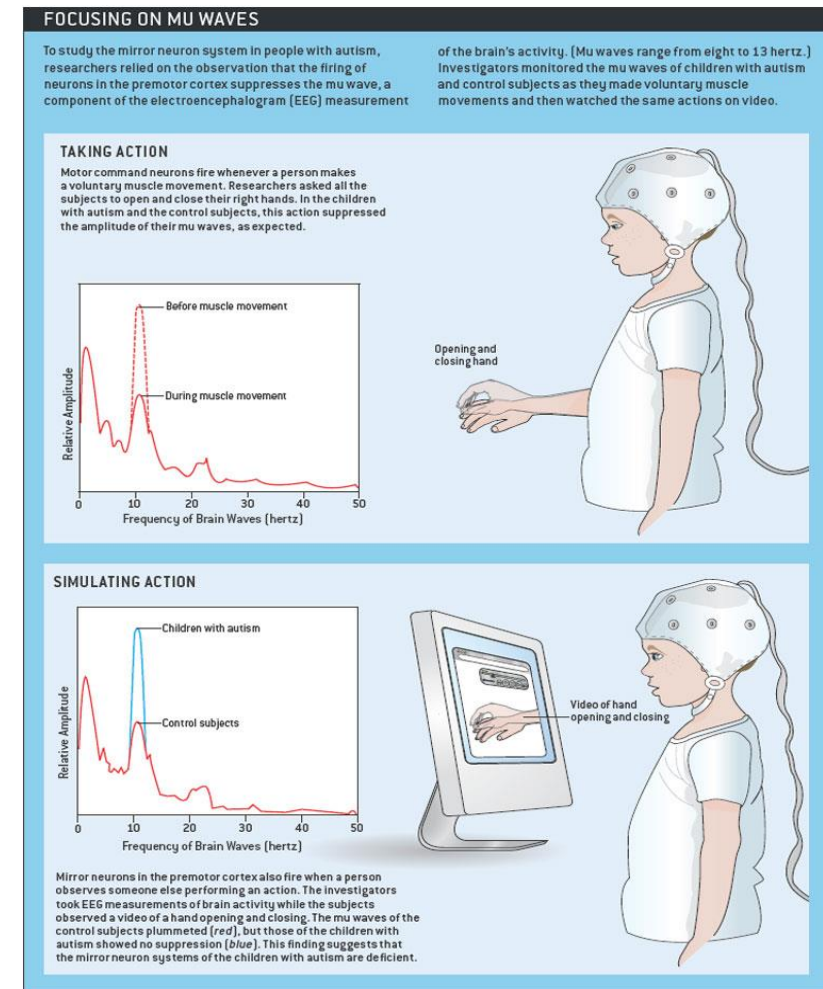 FOCUSING ON MU WAVES
To study the mirror neuron system in people with autism,
researchers relied on the observation that the firing of
neurons in the premotor cortex suppresses the mu wave, a
component of the electroencephalogram (EEG) measurement
of the brain's activity. (Mu waves range from eight to 13 hertz.)
Investigators monitored the mu waves of children with autism
and control subjects as they made voluntary muscle
movements and then watched the same actions on video.
TAKING ACTION
Motor command neurons fire whenever a person makes
a voluntary muscle movement. Researchers asked all the
subjects to open and close their right hands. In the children
with autism and the control subjects, this action suppressed
the amplitude of their mu waves, as expected.
Before muscle movement
During muscle movement
Relative Amplitude
0 10 20 30 40 50
Frequency of Brain Waves (hertz)
Opening and
closing hand
SIMULATING ACTION
Children with autism
Control subjects
Relative Amplitude
0 10 20 30 40 50
Frequency of Brain Waves (hertz)
Video of hand
opening and closing
Mirror neurons in the premotor cortex also fire when a person
observes someone else performing an action. The investigators
took EEG measurements of brain activity while the subjects
observed a video of a hand opening and closing. The mu waves of the
control subjects plummeted (red), but those of the children with
autism showed no suppression (blue). This finding suggests that
the mirror neuron systems of the children with autism are deficient.